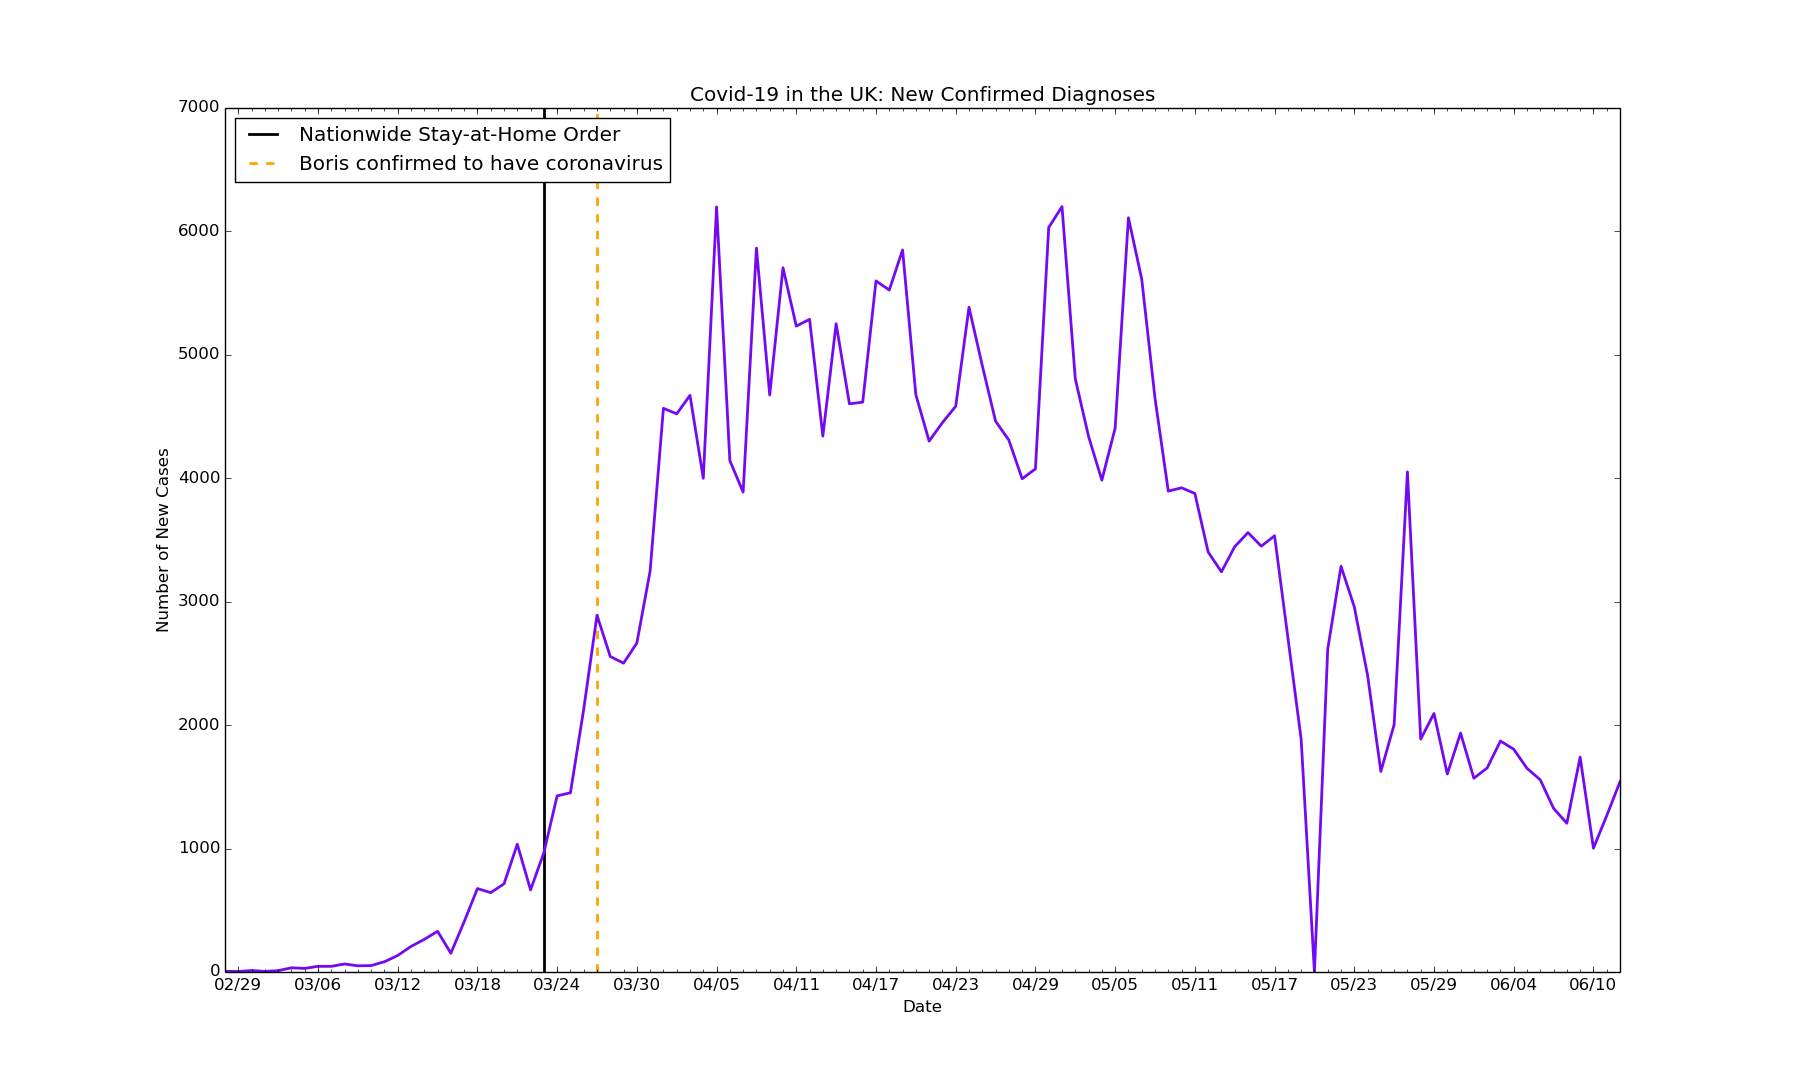 Covid-19 in the UK: New Confirmed Diagnoses
7000
Nationwide Stay-at-Home Order
Boris confirmed to have coronavirus
6000
5000
4000
3000
2000
1000
0
Number of New Cases
02/29 03/06 03/12 03/18 03/24 03/30 04/05 04/11 04/17 04/23 04/29 05/05 05/11 05/17 05/23 05/29 06/04 06/10
Date